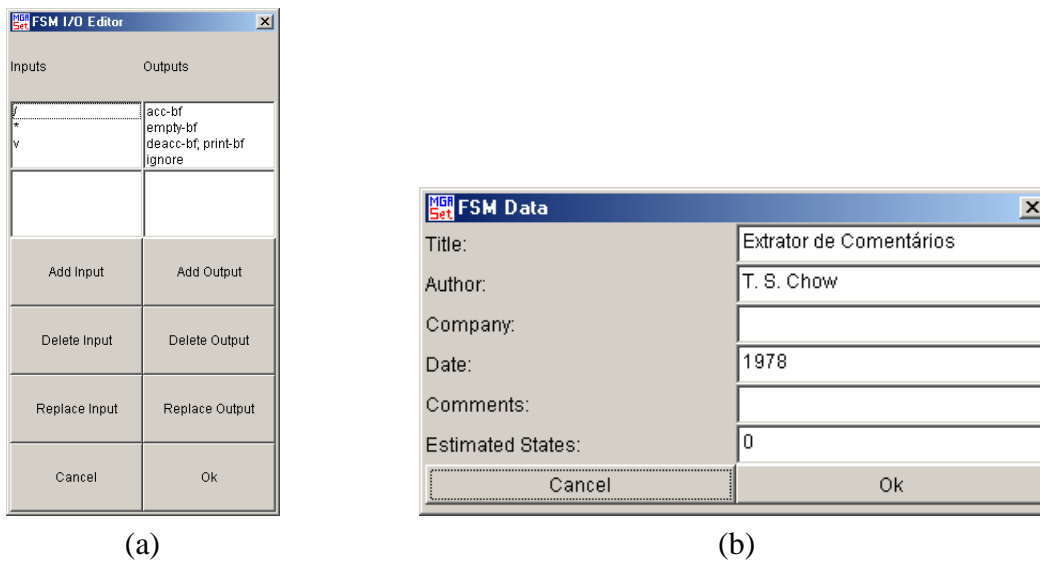 MGA Set FSM I/O Editor
Inputs Outputs
/ acc-bf
* empty-bf
v deacc-bf; print-bf
ignore
Add Input Add Output
Delete Input Delete Output
Replace Input Replace Output
Cancel Ok
(a)
MGA Set FSM Data
Title: Extrator de Comentários
Author: T. S. Chow
Company:
Date: 1978
Comments:
Estimated States: 0
Cancel Ok
(b)